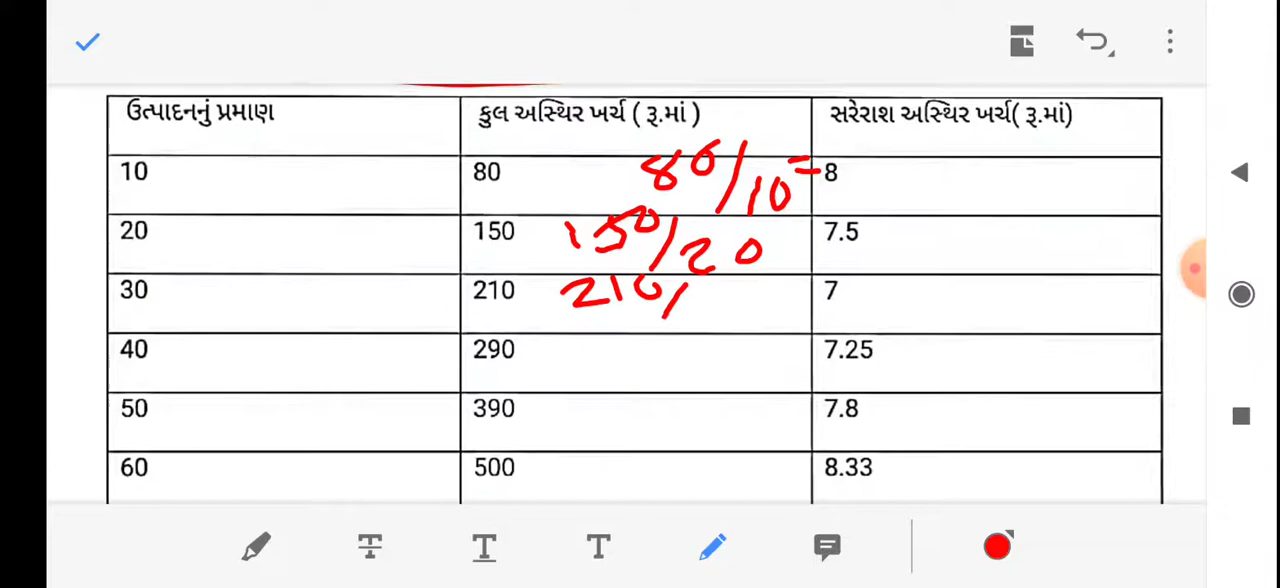 ઉત્પાદનનું પ્રમાણ કુલ અસ્થિર ખર્ચ ( રૂ.માં ) સરેરાશ અસ્થિર ખર્ચ( રૂ.માં)
10 80 80/10= 8
20 150 150/20 7.5
30 210 210/ 7
40 290 7.25
50 390 7.8
60 500 8.33
T T T